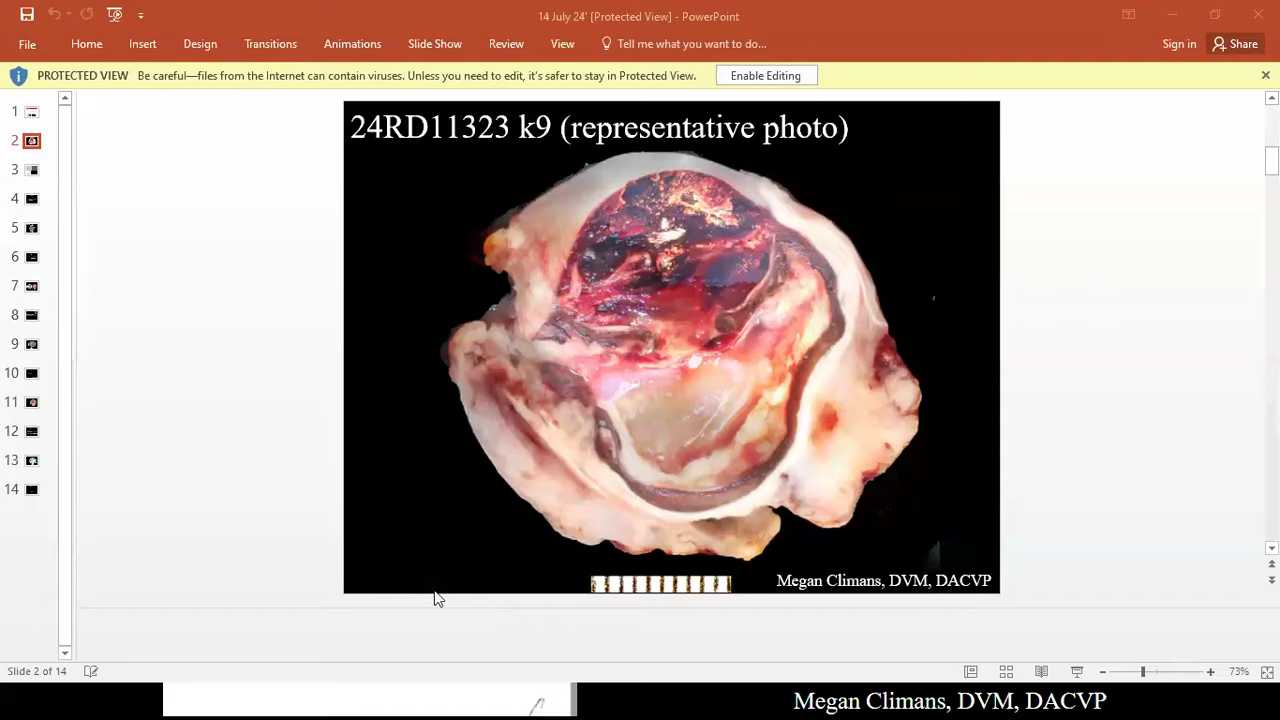 14 July 24' [Protected View] - PowerPoint
File Home Insert Design Transitions Animations Slide Show Review View Tell me what you want to do... Sign in Share
PROTECTED VIEW Be careful—files from the Internet can contain viruses. Unless you need to edit, it's safer to stay in Protected View. Enable Editing
1
2
3
4
5
6
7
8
9
10
11
12
13
14
24RD11323 k9 (representative photo)
Megan Climans, DVM, DACVP
Slide 2 of 14 73%
Megan Climans, DVM, DACVP